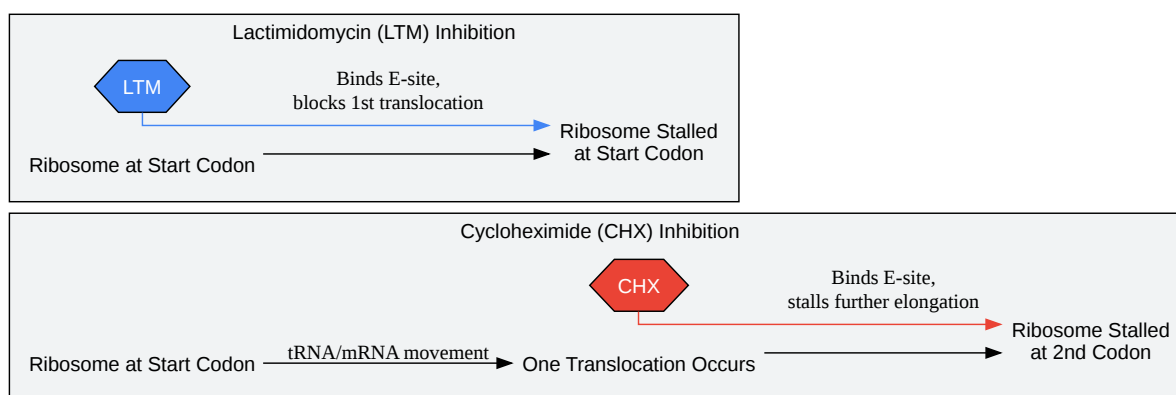 Lactimidomycin (LTM) Inhibition
LTM
Binds E-site,
blocks 1st translocation
Ribosome at Start Codon
Ribosome Stalled
at Start Codon
Cycloheximide (CHX) Inhibition
CHX
Binds E-site,
stalls further elongation
Ribosome at Start Codon
tRNA/mRNA movement
One Translocation Occurs
Ribosome Stalled
at 2nd Codon